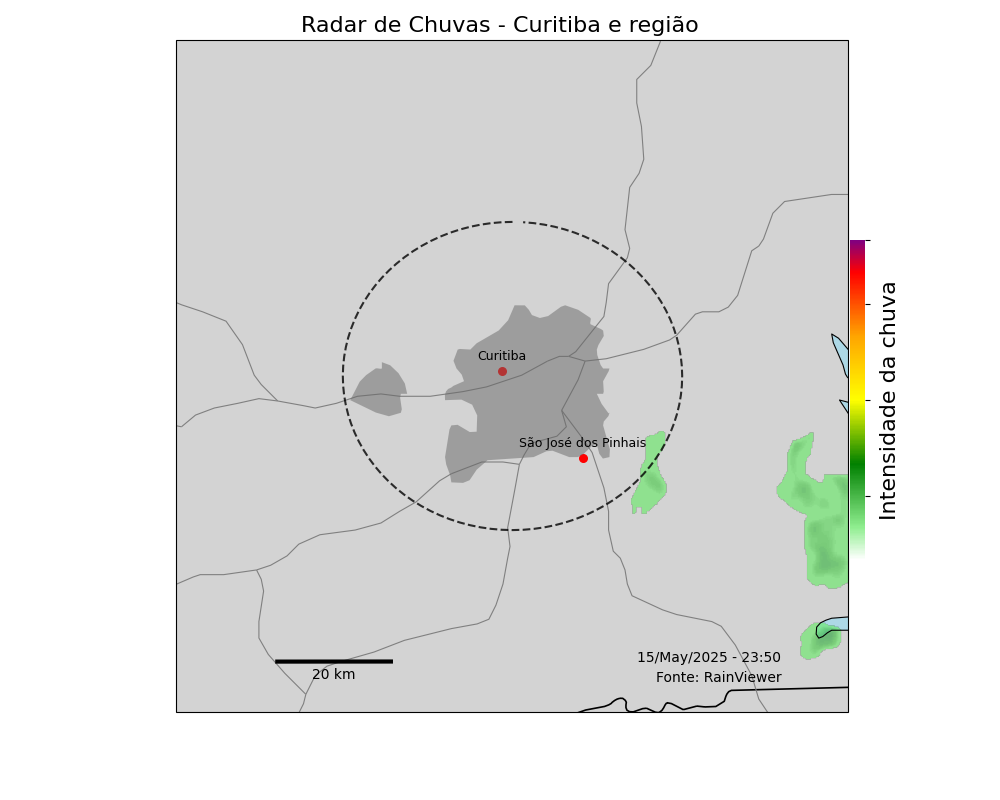 Radar de Chuvas - Curitiba e região
Curitiba
São José dos Pinhais
Intensidade da chuva
20 km
15/May/2025 - 23:50
Fonte: RainViewer